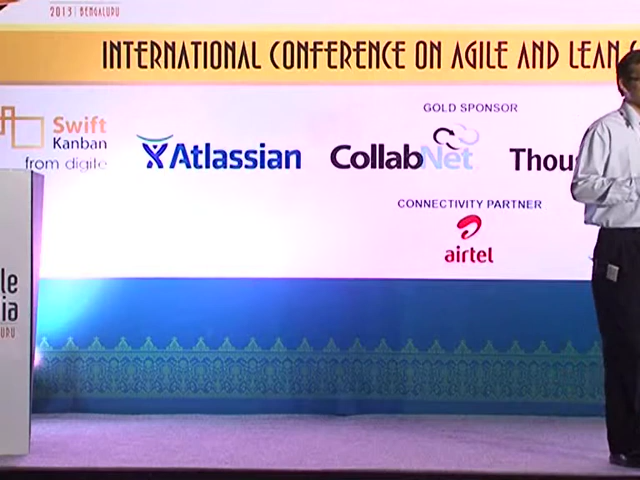 2013 | BENGALURU
INTERNATIONAL CONFERENCE ON AGILE AND LEAN
GOLD SPONSOR
Swift
Kanban
from digite
Atlassian
CollabNet
Thou
CONNECTIVITY PARTNER
airtel
le
ia
URU